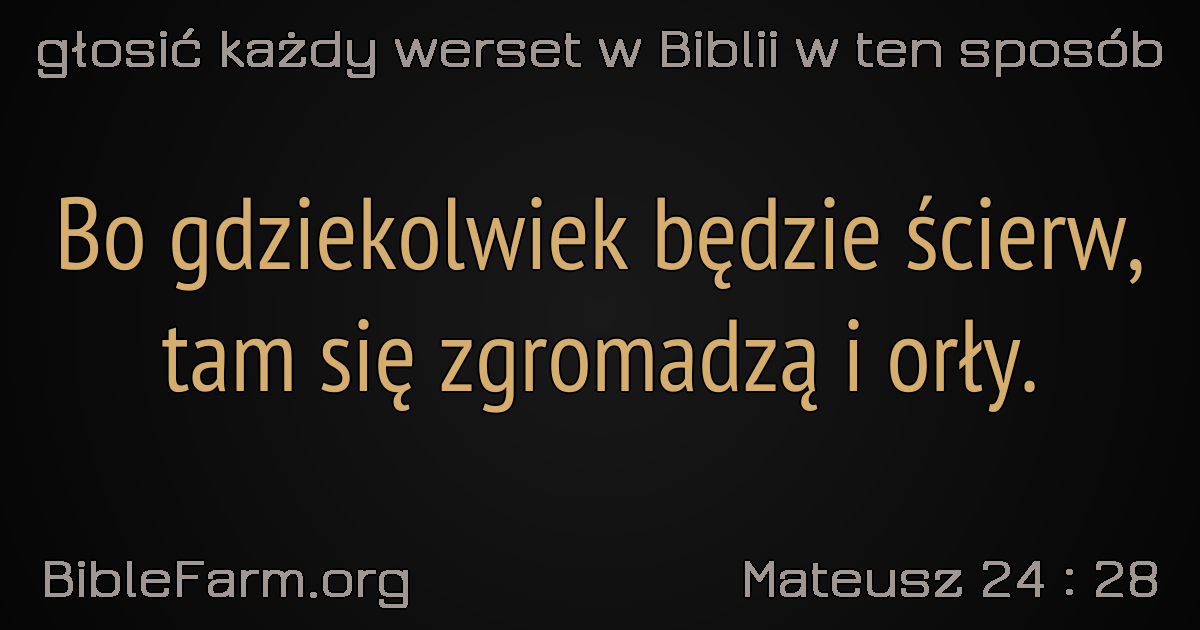 głosić każdy werset w Biblii w ten sposób
Bo gdziekolwiek będzie ścierw,
tam się zgromadzą i orły.
BibleFarm.org
Mateusz 24 : 28